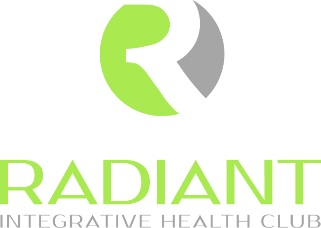 R
RADIANT
INTEGRATIVE HEALTH CLUB